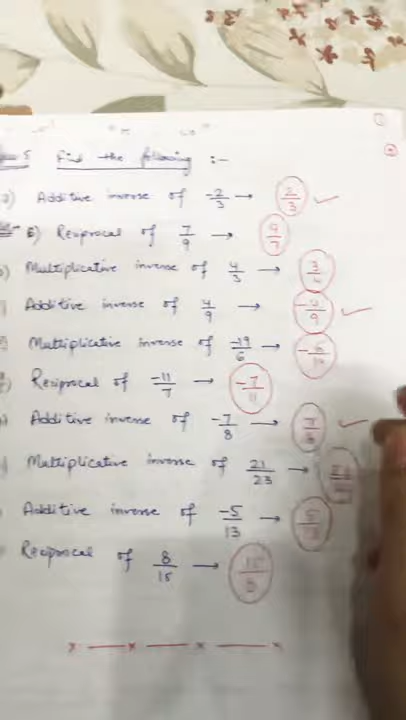 5 Find the following :-
a) Additive inverse of -2/3 → 2/3
E) Reciprocal of 7/9 → 9/7
Multiplicative inverse of 4/3 → 3/4
Additive inverse of 4/9 → -4/9
Multiplicative inverse of -19/6 → -6/19
Reciprocal of -11/7 → -7/11
Additive inverse of -7/8 → 7/8
Multiplicative inverse of 21/23 →
Additive inverse of -5/13 → 5/13
Reciprocal of 8/15 → 15/8
x — x — x — x